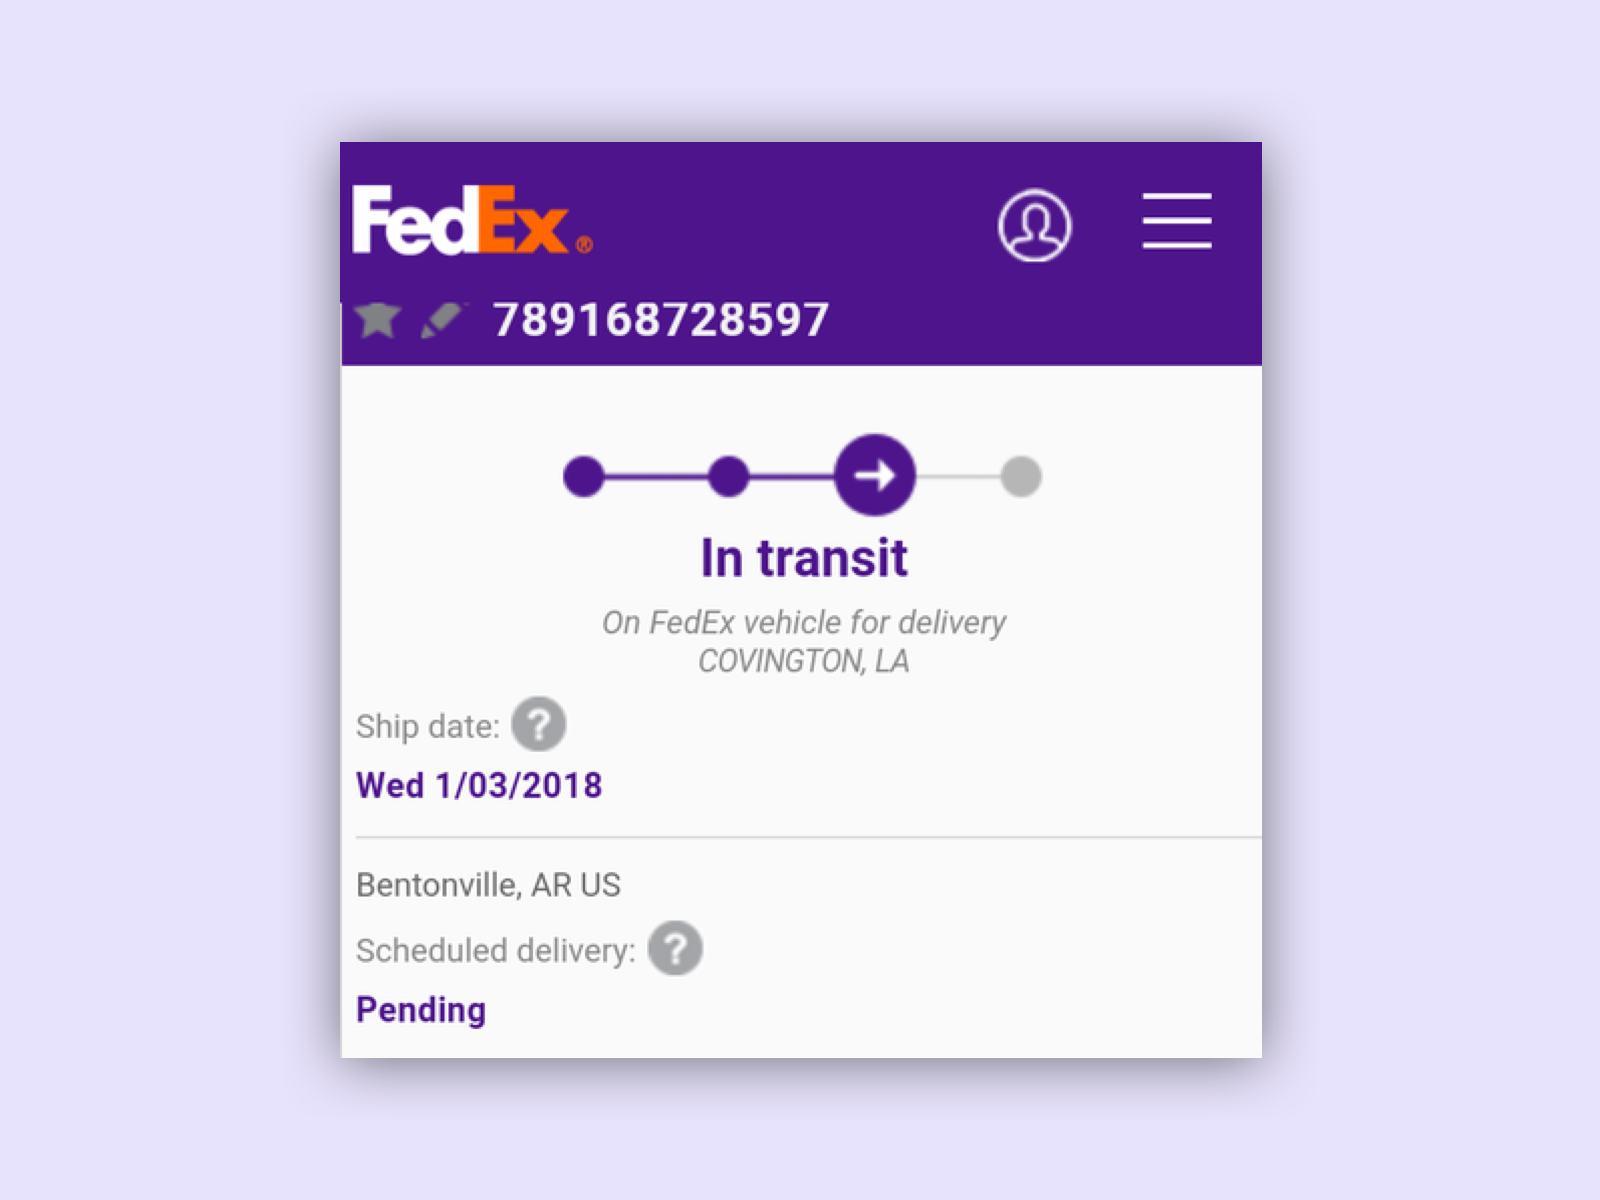 FedEx®
789168728597
In transit
On FedEx vehicle for delivery
COVINGTON, LA
Ship date: ?
Wed 1/03/2018
Bentonville, AR US
Scheduled delivery: ?
Pending